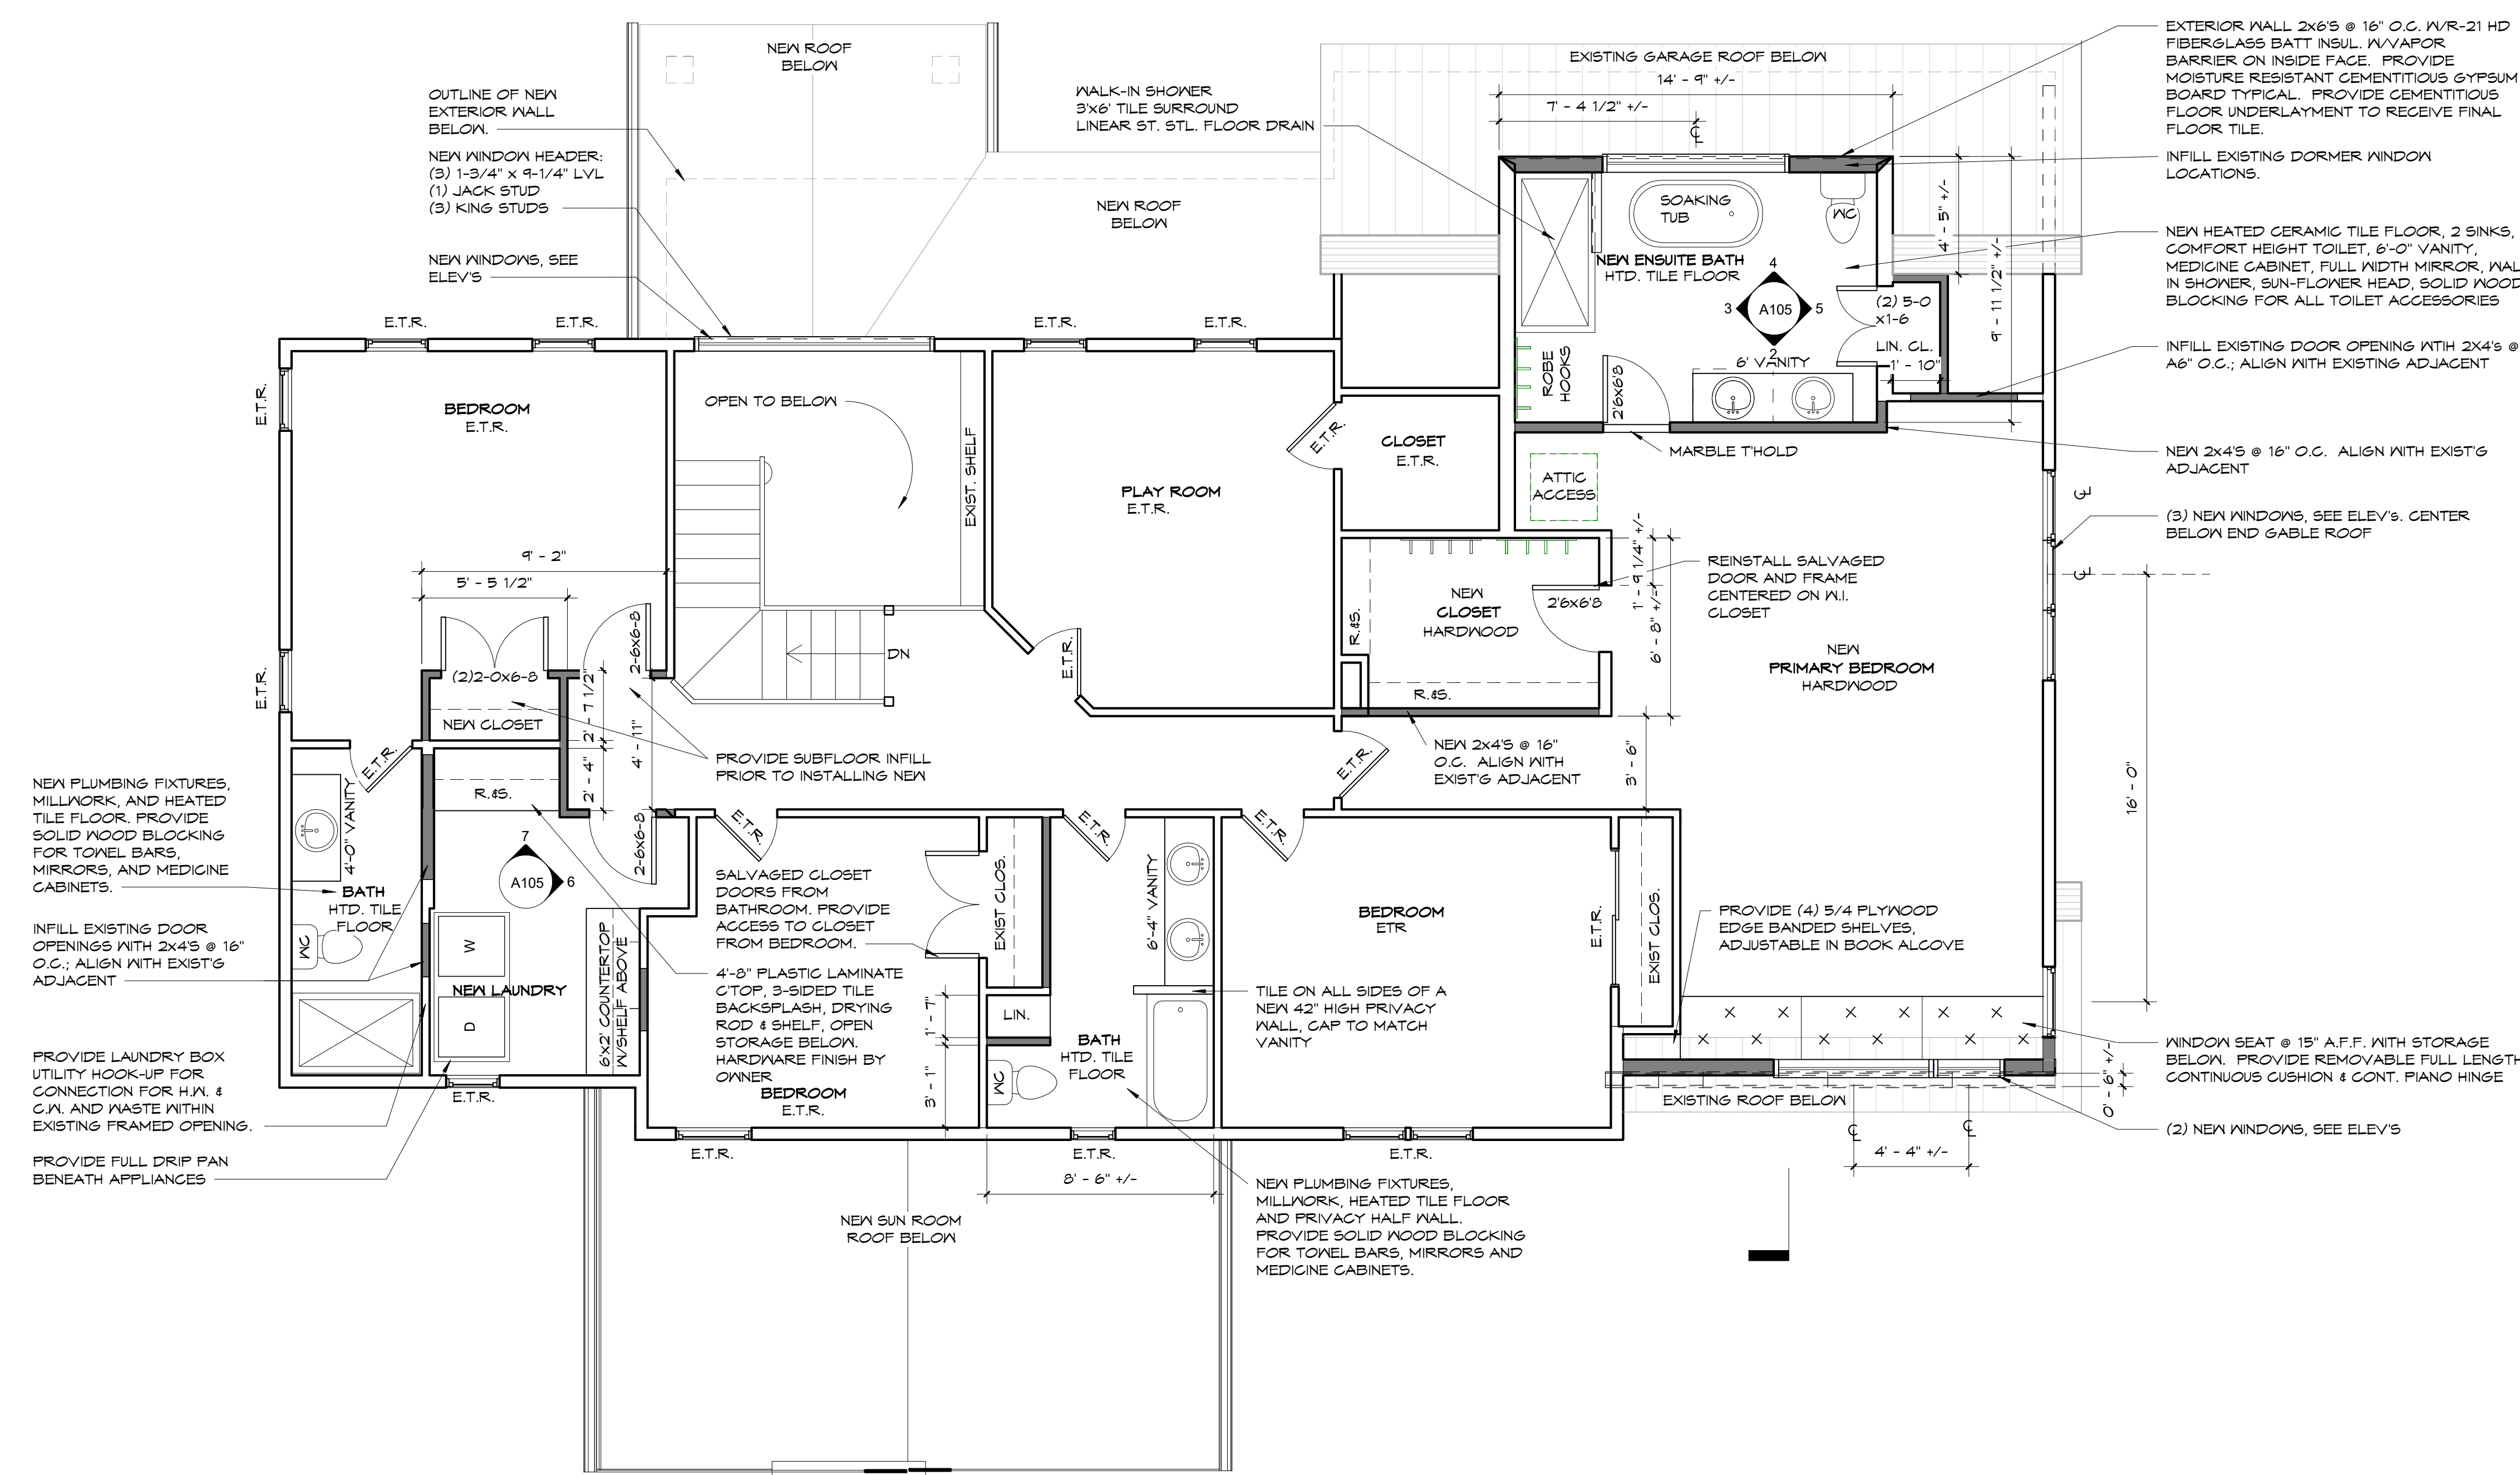 NEW ROOF
BELOW
EXISTING GARAGE ROOF BELOW
14' - 9" +/-
7' - 4 1/2" +/-
OUTLINE OF NEW
EXTERIOR WALL
BELOW.
NEW WINDOW HEADER:
(3) 1-3/4" x 9-1/4" LVL
(1) JACK STUD
(3) KING STUDS
NEW WINDOWS, SEE
ELEV'S
WALK-IN SHOWER
3'x6' TILE SURROUND
LINEAR ST. STL. FLOOR DRAIN
NEW ROOF
BELOW
EXTERIOR WALL 2x6'S @ 16" O.C. W/R-21 HD
FIBERGLASS BATT INSUL. W/VAPOR
BARRIER ON INSIDE FACE. PROVIDE
MOISTURE RESISTANT CEMENTITIOUS GYPSUM
BOARD TYPICAL. PROVIDE CEMENTITIOUS
FLOOR UNDERLAYMENT TO RECEIVE FINAL
FLOOR TILE.
INFILL EXISTING DORMER WINDOW
LOCATIONS.
NEW HEATED CERAMIC TILE FLOOR, 2 SINKS,
COMFORT HEIGHT TOILET, 6'-0" VANITY,
MEDICINE CABINET, FULL WIDTH MIRROR, WAL
IN SHOWER, SUN-FLOWER HEAD, SOLID WOOD
BLOCKING FOR ALL TOILET ACCESSORIES
INFILL EXISTING DOOR OPENING WTIH 2X4's @
A6" O.C.; ALIGN WITH EXISTING ADJACENT
NEW 2x4'S @ 16" O.C. ALIGN WITH EXIST'G
ADJACENT
(3) NEW WINDOWS, SEE ELEV's. CENTER
BELOW END GABLE ROOF
SOAKING
TUB
WC
NEW ENSUITE BATH
HTD. TILE FLOOR
4
3
A105
5
2
6' VANITY
(2) 5-0
x1-6
LIN. CL.
1' - 10"
4' - 5" +/-
9' - 11 1/2" +/-
ROBE
HOOKS
2'6x6'8
MARBLE T'HOLD
E.T.R.
E.T.R.
E.T.R.
E.T.R.
E.T.R.
E.T.R.
BEDROOM
E.T.R.
OPEN TO BELOW
EXIST. SHELF
PLAY ROOM
E.T.R.
E.T.R.
CLOSET
E.T.R.
ATTIC
ACCESS
9' - 2"
5' - 5 1/2"
2-6x6-8
(2)2-0x6-8
NEW CLOSET
2' - 7 1/2"
2' - 4"
4' - 11"
DN
E.T.R.
R.&S.
NEW
CLOSET
HARDWOOD
R.&S.
2'6x6'8
1' - 9 1/4" +/-
6' - 8" +/-
REINSTALL SALVAGED
DOOR AND FRAME
CENTERED ON W.I.
CLOSET
NEW
PRIMARY BEDROOM
HARDWOOD
16' - 0"
PROVIDE SUBFLOOR INFILL
PRIOR TO INSTALLING NEW
NEW 2x4'S @ 16"
O.C. ALIGN WITH
EXIST'G ADJACENT
E.T.R.
3' - 6"
NEW PLUMBING FIXTURES,
MILLWORK, AND HEATED
TILE FLOOR. PROVIDE
SOLID WOOD BLOCKING
FOR TOWEL BARS,
MIRRORS, AND MEDICINE
CABINETS.
INFILL EXISTING DOOR
OPENINGS WITH 2x4'S @ 16"
O.C.; ALIGN WITH EXIST'G
ADJACENT
PROVIDE LAUNDRY BOX
UTILITY HOOK-UP FOR
CONNECTION FOR H.W. &
C.W. AND WASTE WITHIN
EXISTING FRAMED OPENING.
PROVIDE FULL DRIP PAN
BENEATH APPLIANCES
E.T.R.
4'-0" VANITY
BATH
HTD. TILE
FLOOR
WC
R.&S.
7
A105
6
2-6x6-8
W
NEW LAUNDRY
D
6'x2' COUNTERTOP
W/SHELF ABOVE
E.T.R.
E.T.R.
SALVAGED CLOSET
DOORS FROM
BATHROOM. PROVIDE
ACCESS TO CLOSET
FROM BEDROOM.
4'-8" PLASTIC LAMINATE
C'TOP, 3-SIDED TILE
BACKSPLASH, DRYING
ROD & SHELF, OPEN
STORAGE BELOW.
HARDWARE FINISH BY
OWNER
BEDROOM
E.T.R.
EXIST CLOS.
LIN.
1' - 7"
3' - 1"
E.T.R.
6'-4" VANITY
BATH
HTD. TILE
FLOOR
WC
E.T.R.
BEDROOM
ETR
TILE ON ALL SIDES OF A
NEW 42" HIGH PRIVACY
WALL, CAP TO MATCH
VANITY
E.T.R.
EXIST CLOS.
PROVIDE (4) 5/4 PLYWOOD
EDGE BANDED SHELVES,
ADJUSTABLE IN BOOK ALCOVE
WINDOW SEAT @ 15" A.F.F. WITH STORAGE
BELOW. PROVIDE REMOVABLE FULL LENGTH
CONTINUOUS CUSHION & CONT. PIANO HINGE
(2) NEW WINDOWS, SEE ELEV'S
0' - 6" +/-
EXISTING ROOF BELOW
4' - 4" +/-
E.T.R.
E.T.R.
E.T.R.
8' - 6" +/-
NEW PLUMBING FIXTURES,
MILLWORK, HEATED TILE FLOOR
AND PRIVACY HALF WALL.
PROVIDE SOLID WOOD BLOCKING
FOR TOWEL BARS, MIRRORS AND
MEDICINE CABINETS.
NEW SUN ROOM
ROOF BELOW